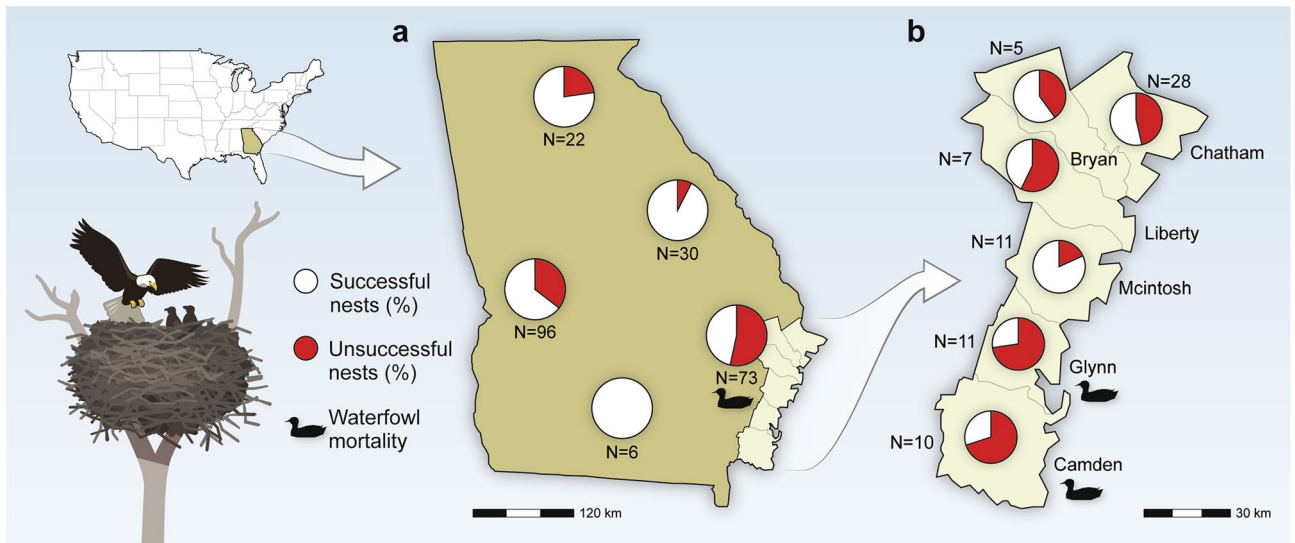 a
N=22
N=30
N=96
N=73
N=6
120 km
Successful
nests (%)
Unsuccessful
nests (%)
Waterfowl
mortality
b
N=5
N=28
N=7
Bryan
Chatham
N=11
Liberty
Mcintosh
N=11
Glynn
N=10
Camden
30 km